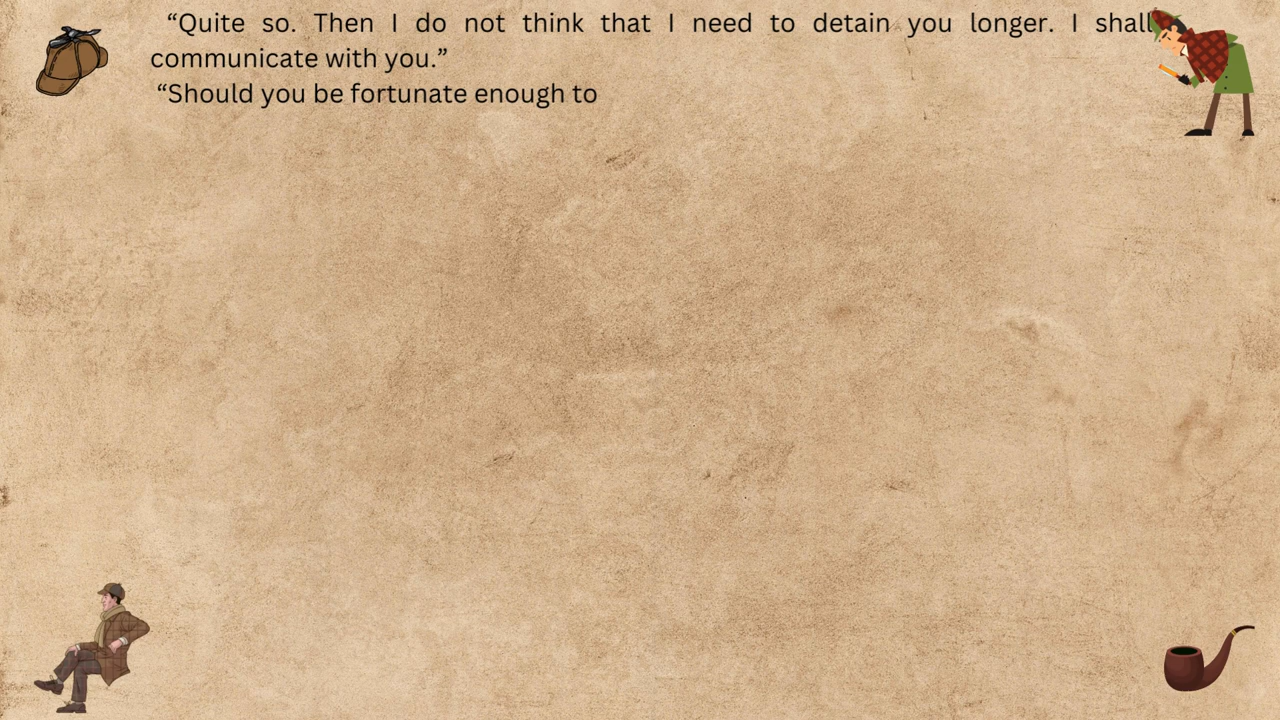 “Quite so. Then I do not think that I need to detain you longer. I shall
communicate with you.”
“Should you be fortunate enough to